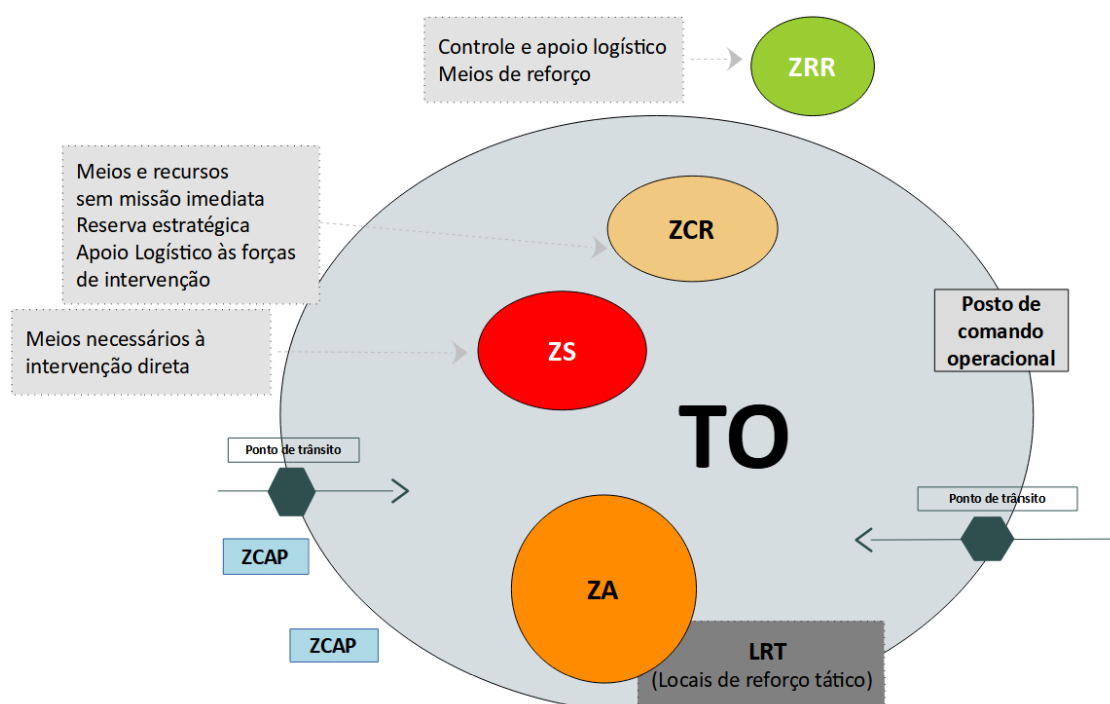 Controle e apoio logístico
Meios de reforço
ZRR
Meios e recursos
sem missão imediata
Reserva estratégica
Apoio Logístico às forças
de intervenção
ZCR
Meios necessários à
intervenção direta
ZS
Posto de
comando
operacional
TO
Ponto de trânsito
Ponto de trânsito
ZCAP
ZA
ZCAP
LRT
(Locais de reforço tático)